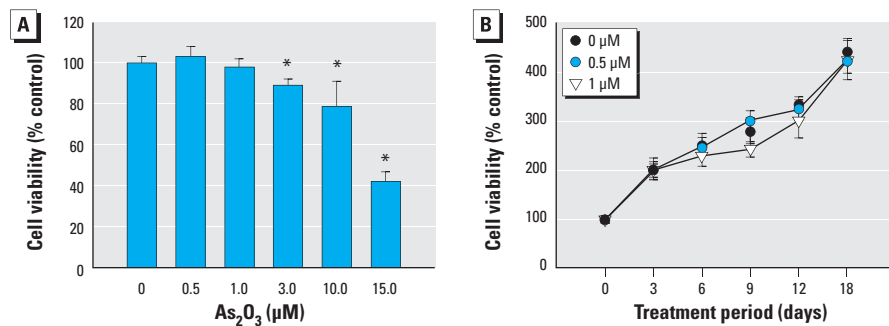 A
Cell viability (% control)
120
100
80
60
40
20
0
*
*
*
0 0.5 1.0 3.0 10.0 15.0
As₂O₃ (µM)
B
Cell viability (% control)
500
400
300
200
100
0
0 µM
0.5 µM
1 µM
0 3 6 9 12 18
Treatment period (days)